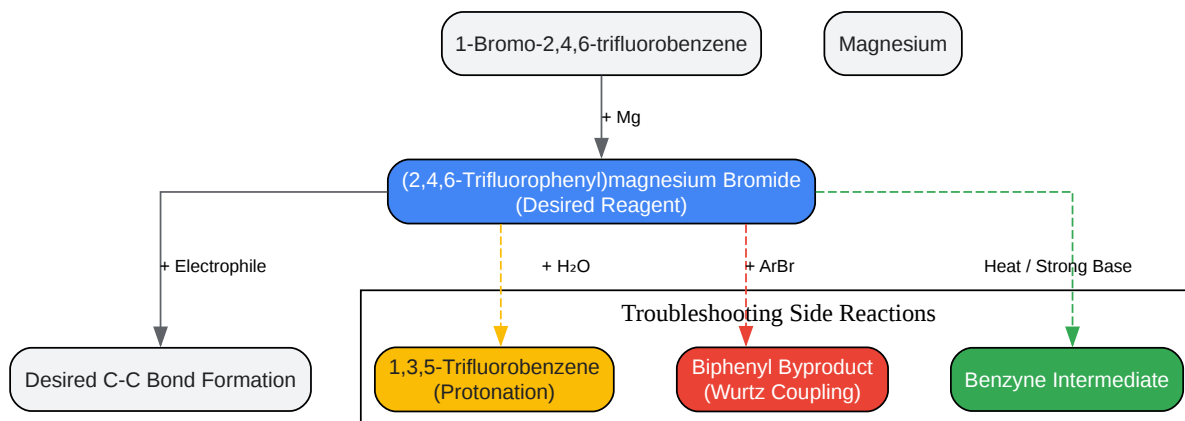 1-Bromo-2,4,6-trifluorobenzene
Magnesium
+ Mg
(2,4,6-Trifluorophenyl)magnesium Bromide
(Desired Reagent)
+ Electrophile
+ H₂O
+ ArBr
Heat / Strong Base
Troubleshooting Side Reactions
Desired C-C Bond Formation
1,3,5-Trifluorobenzene
(Protonation)
Biphenyl Byproduct
(Wurtz Coupling)
Benzyne Intermediate